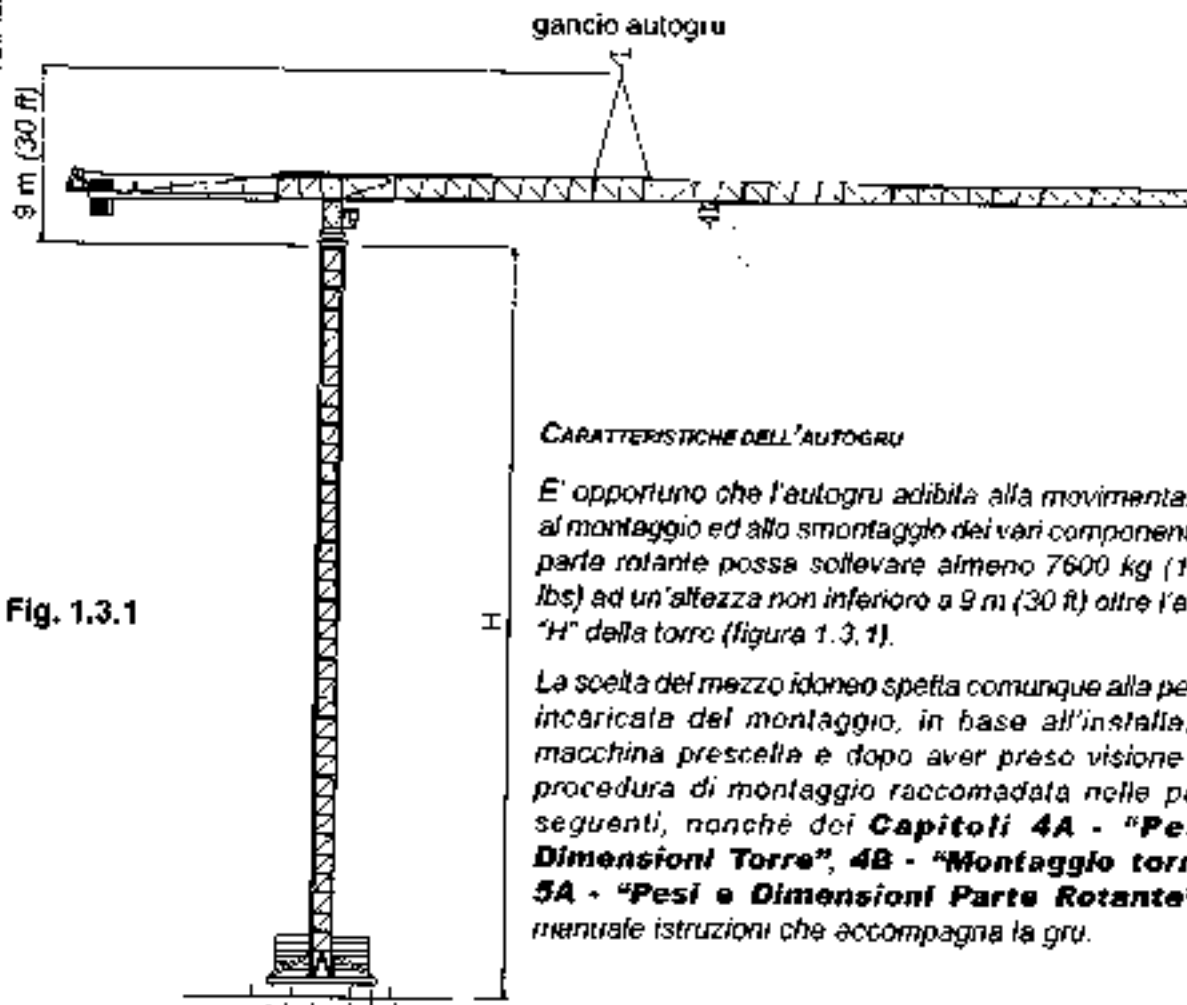 gancio autogru
9 m (30 ft)
H
Fig. 1.3.1
CARATTERISTICHE DELL'AUTOGRU
E' opportuno che l'autogru adibita alla movimenta
al montaggio ed allo smontaggio dei vari component
parte rotante possa sollevare almeno 7600 kg (1
lbs) ad un'altezza non inferiore a 9 m (30 ft) oltre l'a
"H" della torre (figura 1.3.1).
La scelta del mezzo idoneo spetta comunque alla pe
incaricata del montaggio, in base all'installa
macchina prescelta e dopo aver preso visione
procedura di montaggio raccomadata nelle pa
seguenti, nonchè dei Capitoli 4A - "Pe
Dimensioni Torre", 4B - "Montaggio torr
5A - "Pesi e Dimensioni Parte Rotante"
manuale istruzioni che accompagna la gru.